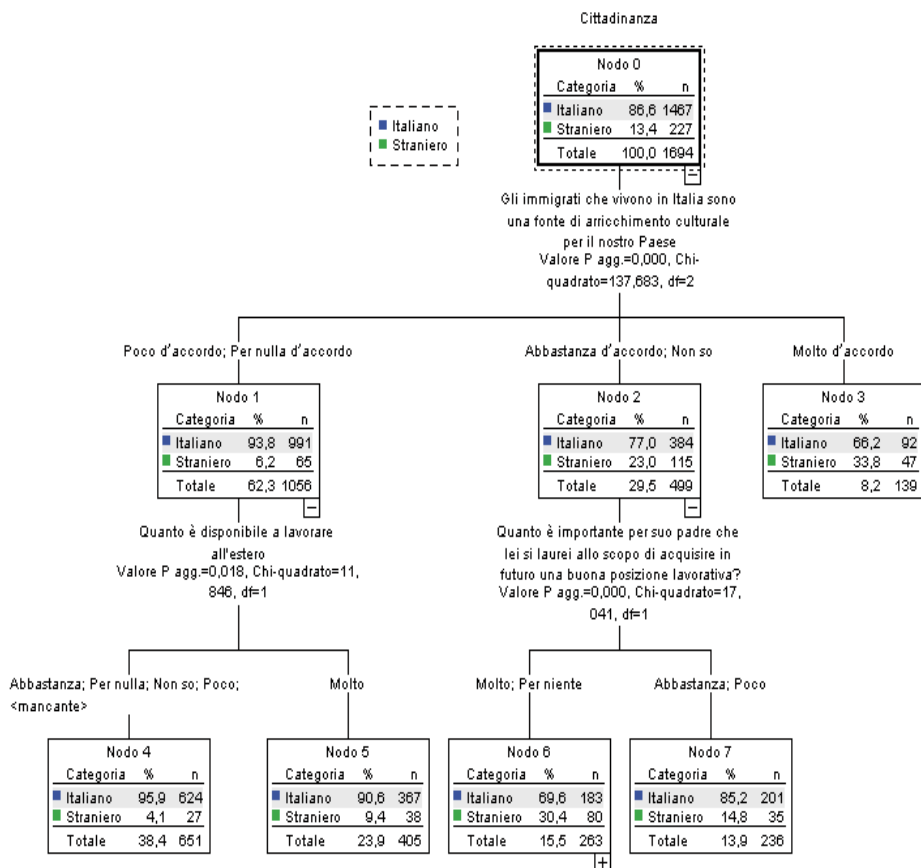 Cittadinanza
Nodo 0
Categoria % n
Italiano 86,6 1467
Straniero 13,4 227
Totale 100,0 1694
Italiano
Straniero
Gli immigrati che vivono in Italia sono
una fonte di arricchimento culturale
per il nostro Paese
Valore P agg.=0,000, Chi-
quadrato=137,683, df=2
Poco d'accordo; Per nulla d'accordo
Abbastanza d'accordo; Non so
Molto d'accordo
Nodo 1
Categoria % n
Italiano 93,8 991
Straniero 6,2 65
Totale 62,3 1056
Nodo 2
Categoria % n
Italiano 77,0 384
Straniero 23,0 115
Totale 29,5 499
Nodo 3
Categoria % n
Italiano 66,2 92
Straniero 33,8 47
Totale 8,2 139
Quanto è disponibile a lavorare
all'estero
Valore P agg.=0,018, Chi-quadrato=11,
846, df=1
Quanto è importante per suo padre che
lei si laurei allo scopo di acquisire in
futuro una buona posizione lavorativa?
Valore P agg.=0,000, Chi-quadrato=17,
041, df=1
Abbastanza; Per nulla; Non so; Poco;
<mancante>
Molto
Molto; Per niente
Abbastanza; Poco
Nodo 4
Categoria % n
Italiano 95,9 624
Straniero 4,1 27
Totale 38,4 651
Nodo 5
Categoria % n
Italiano 90,6 367
Straniero 9,4 38
Totale 23,9 405
Nodo 6
Categoria % n
Italiano 69,6 183
Straniero 30,4 80
Totale 15,5 263
Nodo 7
Categoria % n
Italiano 85,2 201
Straniero 14,8 35
Totale 13,9 236